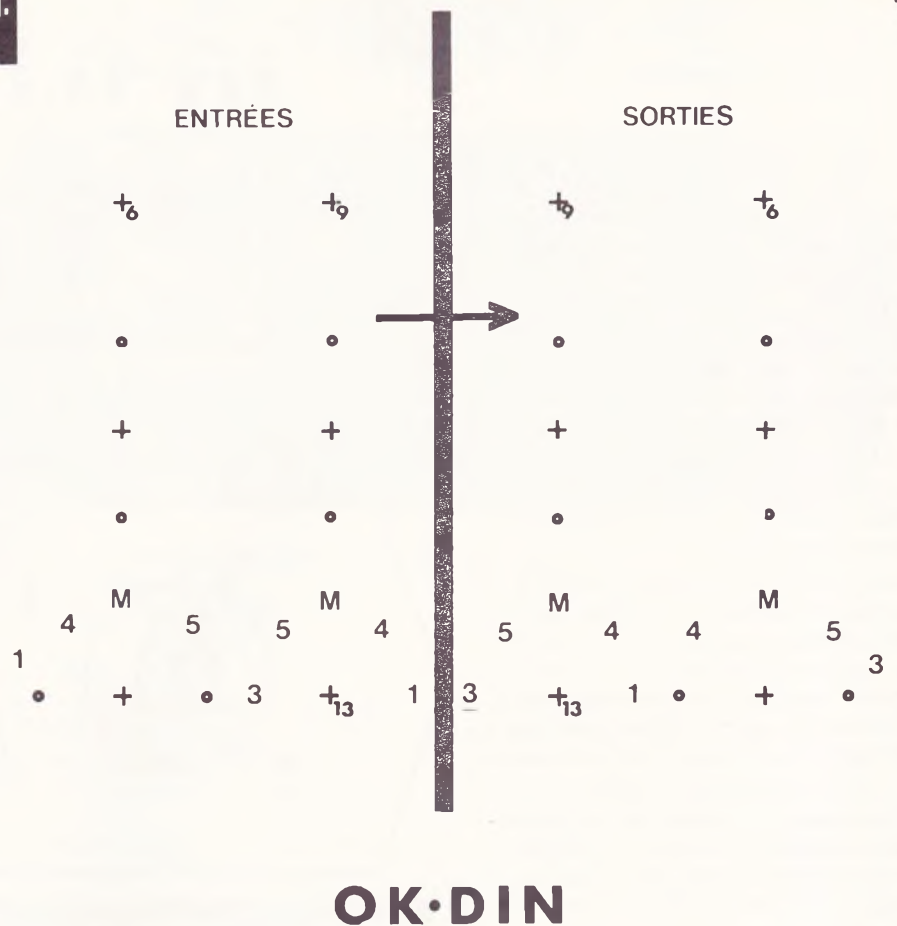 ENTRÉES SORTIES
+6 +9 +9 +6
+ + + +
M M M M
4 5 5 4 5 4 4 5
1 3
+ 3 +13 1 3 +13 1 +
OK•DIN